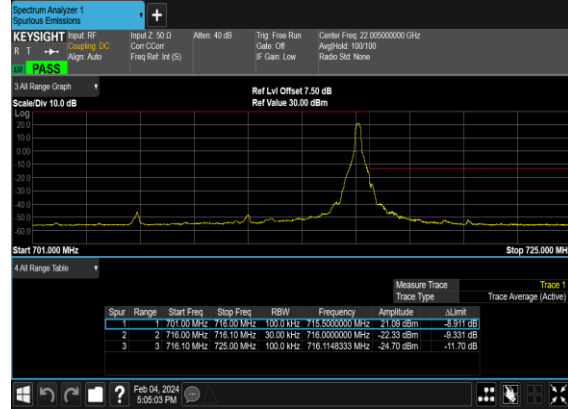 Spectrum Analyzer 1
Spurious Emissions
KEYSIGHT Input: RF Input Z: 50 Ω Atten: 40 dB Trig: Free Run Center Freq: 22.005000000 GHz
R T Coupling: DC Corr CCorr Gate: Off Avg|Hold: 100/100
Align: Auto Freq Ref: Int (S) IF Gain: Low Radio Std: None
PASS
3 All Range Graph
Ref Lvl Offset 7.50 dB
Scale/Div 10.0 dB Ref Value 30.00 dBm
Log
20.0
10.0
0.00
-10.0
-20.0
-30.0
-40.0
-50.0
-60.0
Start 701.000 MHz Stop 725.000 MHz
4 All Range Table
Measure Trace Trace 1
Trace Type Trace Average (Active)
Spur Range Start Freq Stop Freq RBW Frequency Amplitude ΔLimit
1 1 701.00 MHz 716.00 MHz 100.0 kHz 715.5000000 MHz 21.09 dBm -8.911 dB
2 2 716.00 MHz 716.10 MHz 30.00 kHz 716.0000000 MHz -22.33 dBm -9.331 dB
3 3 716.10 MHz 725.00 MHz 100.0 kHz 716.1148333 MHz -24.70 dBm -11.70 dB
? Feb 04, 2024
5:05:03 PM